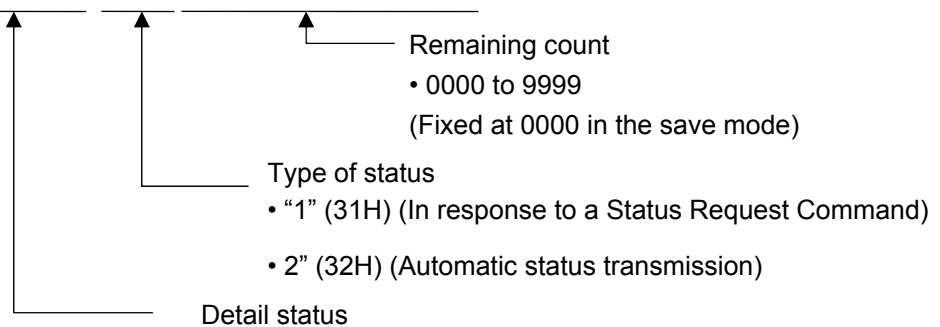 Remaining count
• 0000 to 9999
(Fixed at 0000 in the save mode)
Type of status
• “1” (31H) (In response to a Status Request Command)
• 2” (32H) (Automatic status transmission)
Detail status